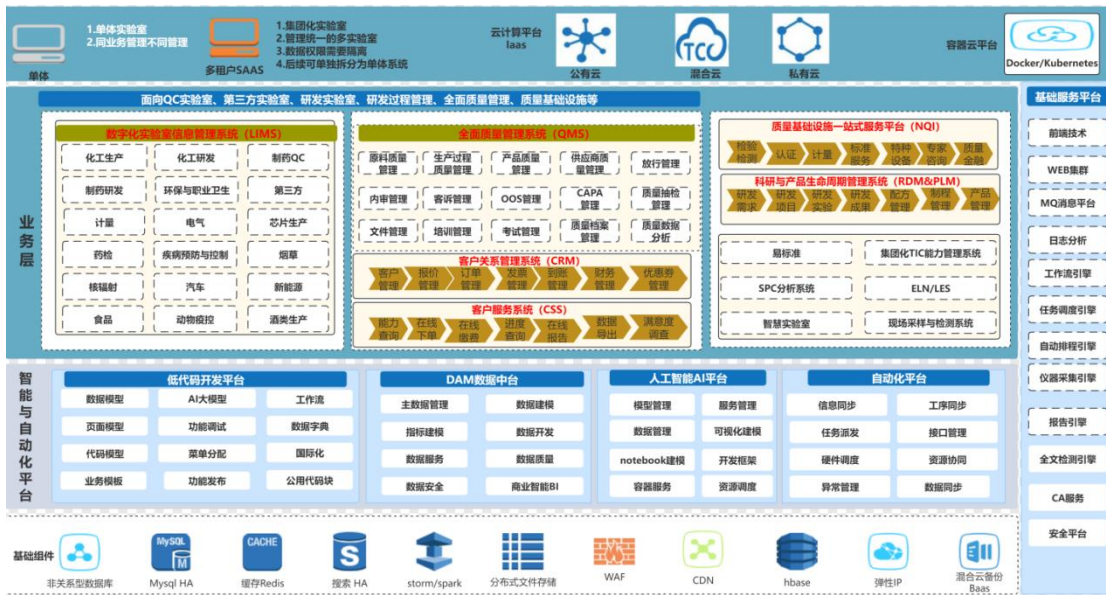 1.单体实验室
2.同业务管理不同管理
单体
多租户SAAS
1.集团化实验室
2.管理统一的多实验室
3.数据权限需要隔离
4.后续可单独拆分为单体系统
云计算平台
Iaas
公有云
TCC
混合云
私有云
容器云平台
Docker/Kubernetes
业务层
面向QC实验室、第三方实验室、研发实验室、研发过程管理、全面质量管理、质量基础设施等
数字化实验室信息管理系统（LIMS）
化工生产
化工研发
制药QC
制药研发
环保与职业卫生
第三方
计量
电气
芯片生产
药检
疾病预防与控制
烟草
核辐射
汽车
新能源
食品
动物疫控
酒类生产
全面质量管理系统（QMS）
原料质量管理
生产过程质量管理
产品质量管理
供应商质量管理
放行管理
内审管理
客诉管理
OOS管理
CAPA管理
质量抽检管理
文件管理
培训管理
考试管理
质量档案管理
质量数据分析
客户关系管理系统（CRM）
客户管理
报价管理
订单管理
发票管理
到账管理
财务管理
优惠券管理
客户服务系统（CSS）
能力查询
在线下单
在线缴费
进度查询
在线报告
数据导出
满意度调查
质量基础设施一站式服务平台（NQI）
检验检测
认证
计量
标准服务
特种设备
专家咨询
质量金融
科研与产品生命周期管理系统（RDM&PLM）
研发需求
研发项目
研发实验
研发成果
配方管理
制程管理
产品管理
易标准
集团化TIC能力管理系统
SPC分析系统
ELN/LES
智慧实验室
现场采样与检测系统
智能与自动化平台
低代码开发平台
数据模型
AI大模型
工作流
页面模型
功能调试
数据字典
代码模型
菜单分配
国际化
业务模板
功能发布
公用代码块
DAM数据中台
主数据管理
数据建模
指标建模
数据开发
数据服务
数据质量
数据安全
商业智能BI
人工智能AI平台
模型管理
服务管理
数据管理
可视化建模
notebook建模
开发框架
容器服务
资源调度
自动化平台
信息同步
工序同步
任务派发
接口管理
硬件调度
资源协同
异常管理
数据同步
基础组件
非关系型数据库
MySQL
Mysql HA
CACHE
缓存Redis
S
搜索 HA
storm/spark
分布式文件存储
WAF
CDN
hbase
弹性IP
混合云备份
Baas
基础服务平台
前端技术
WEB集群
MQ消息平台
日志分析
工作流引擎
任务调度引擎
自动排程引擎
仪器采集引擎
报告引擎
全文检测引擎
CA服务
安全平台